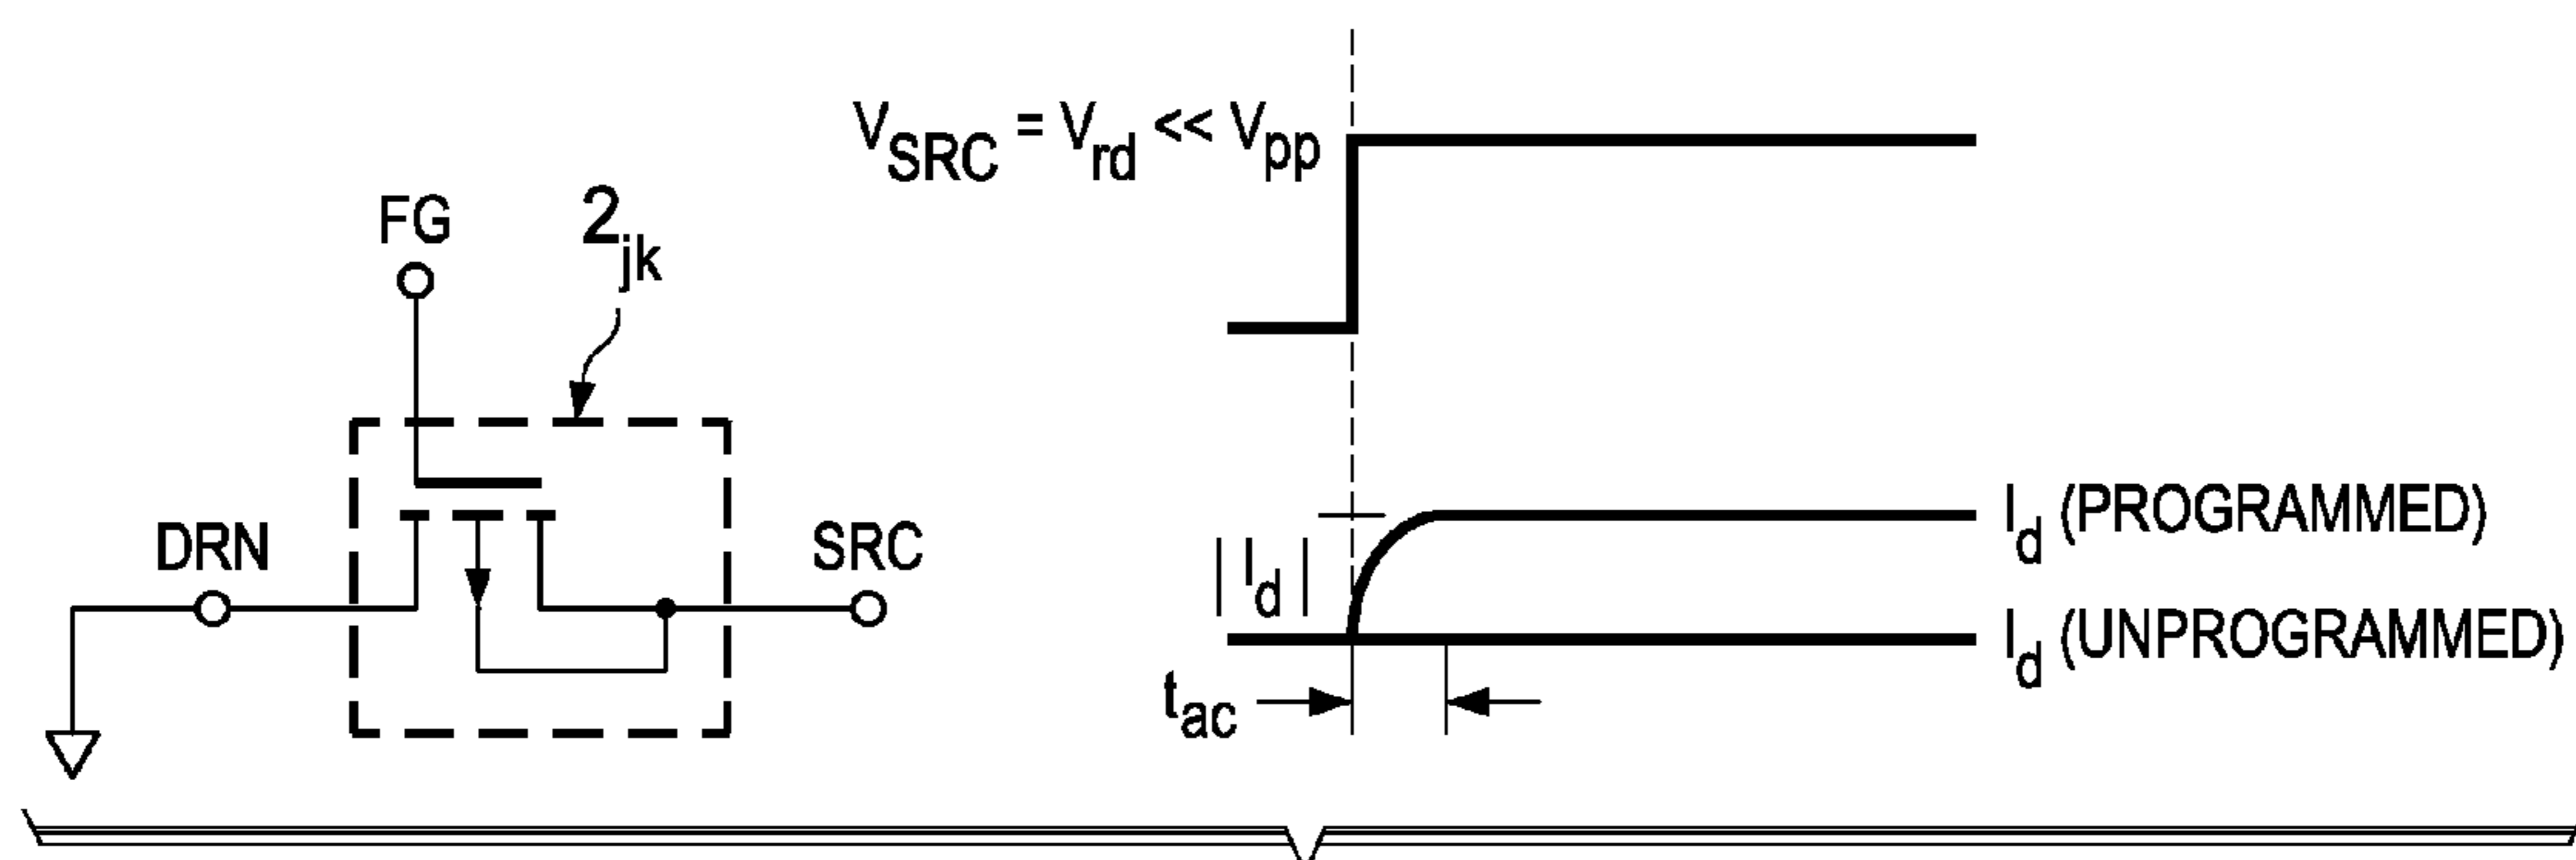 V_SRC = V_rd << V_pp
FG
2_jk
DRN
SRC
| I_d |
I_d (PROGRAMMED)
I_d (UNPROGRAMMED)
t_ac